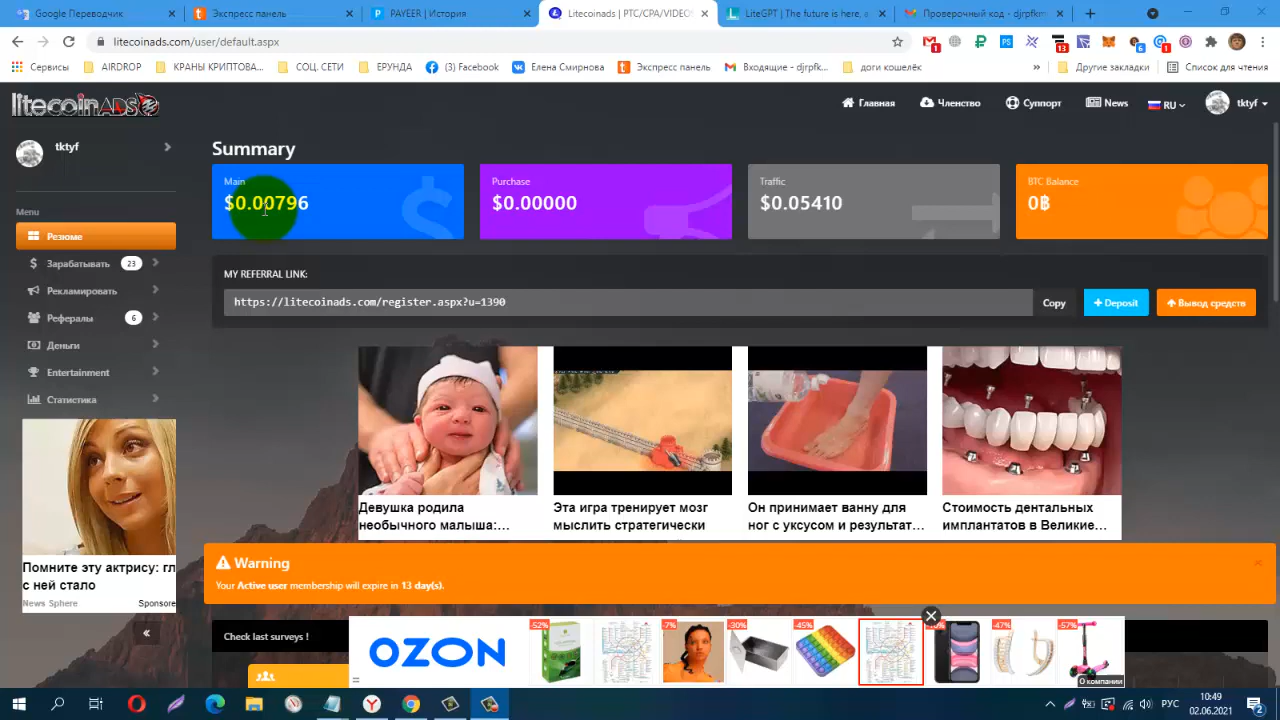 Переводчик
Экспресс панель
PAYEER | История
Litecoinads | PTC/CPA/VIDEO
LiteGPT | The future is here, a
Проверочный код - djrpfk
litecoinads.com/user/default.aspx
Сервисы
AIRDROP
КРАНЫ КРИПТОВА...
СОЦ. СЕТИ
ЕРУНДА
(3) Facebook
Елена Смирнова
Экспресс панель
Входящие - djrpfk...
доги кошелёк
»
Другие закладки
Список для чтения
litecoinADS
Главная
Членство
Суппорт
News
RU
tktyf
tktyf
Menu
Резюме
Зарабатывать 23
Рекламировать
Рефералы 6
Деньги
Entertainment
Статистика
Помните эту актрису: гл
с ней стало
News Sphere Sponsore
«
Summary
Main
$0.00796
Purchase
$0.00000
Traffic
$0.05410
BTC Balance
0฿
MY REFERRAL LINK:
https://litecoinads.com/register.aspx?u=1390
Copy
+ Deposit
Вывод средств
Девушка родила
необычного малыша:...
Эта игра тренирует мозг
мыслить стратегически
Он принимает ванну для
ног с уксусом и результат...
Стоимость дентальных
имплантатов в Великие...
Warning
Your Active user membership will expire in 13 day(s).
Check last surveys !
OZON
-52%
-7%
-30%
-45%
-47%
-57%
О компании
РУС
10:49
02.06.2021
2